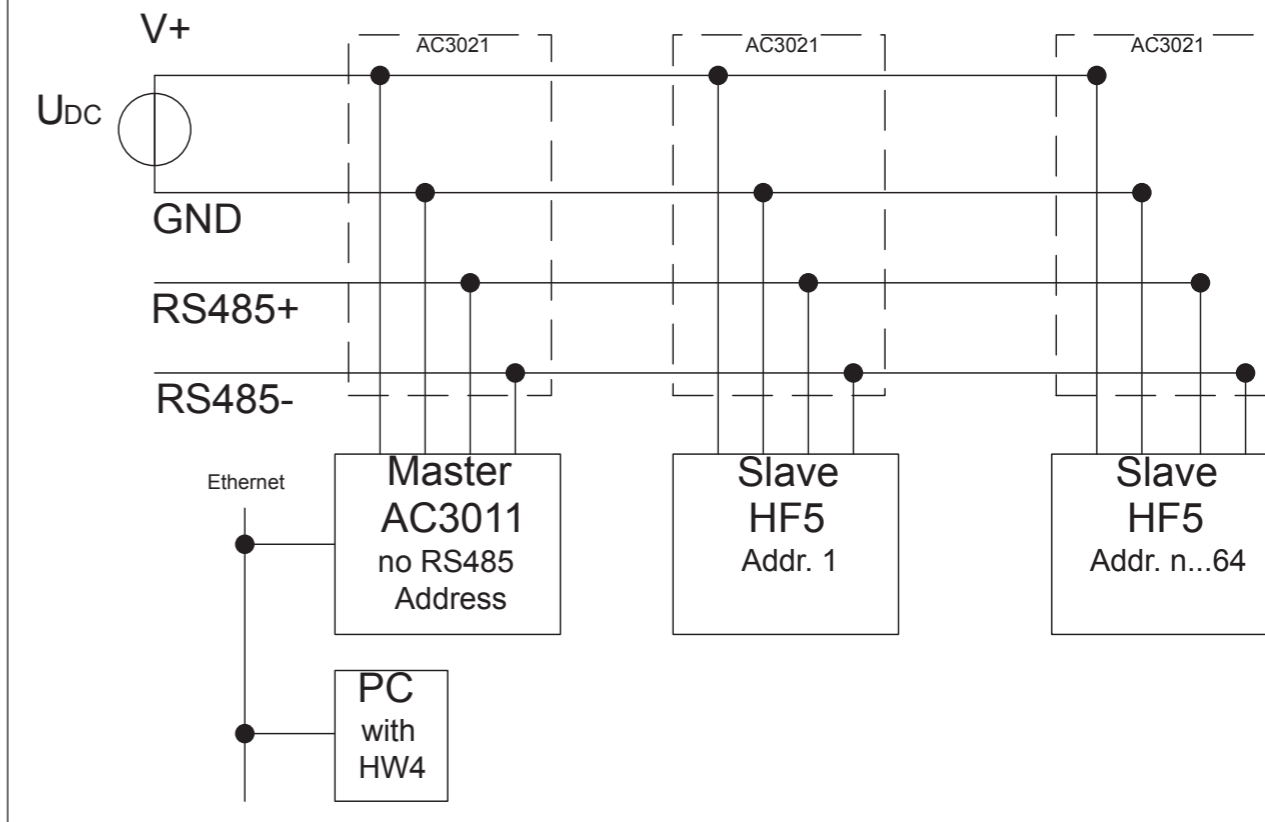 V+
AC3021
AC3021
AC3021
UDC
GND
RS485+
RS485-
Ethernet
Master
AC3011
no RS485
Address
Slave
HF5
Addr. 1
Slave
HF5
Addr. n...64
PC
with
HW4